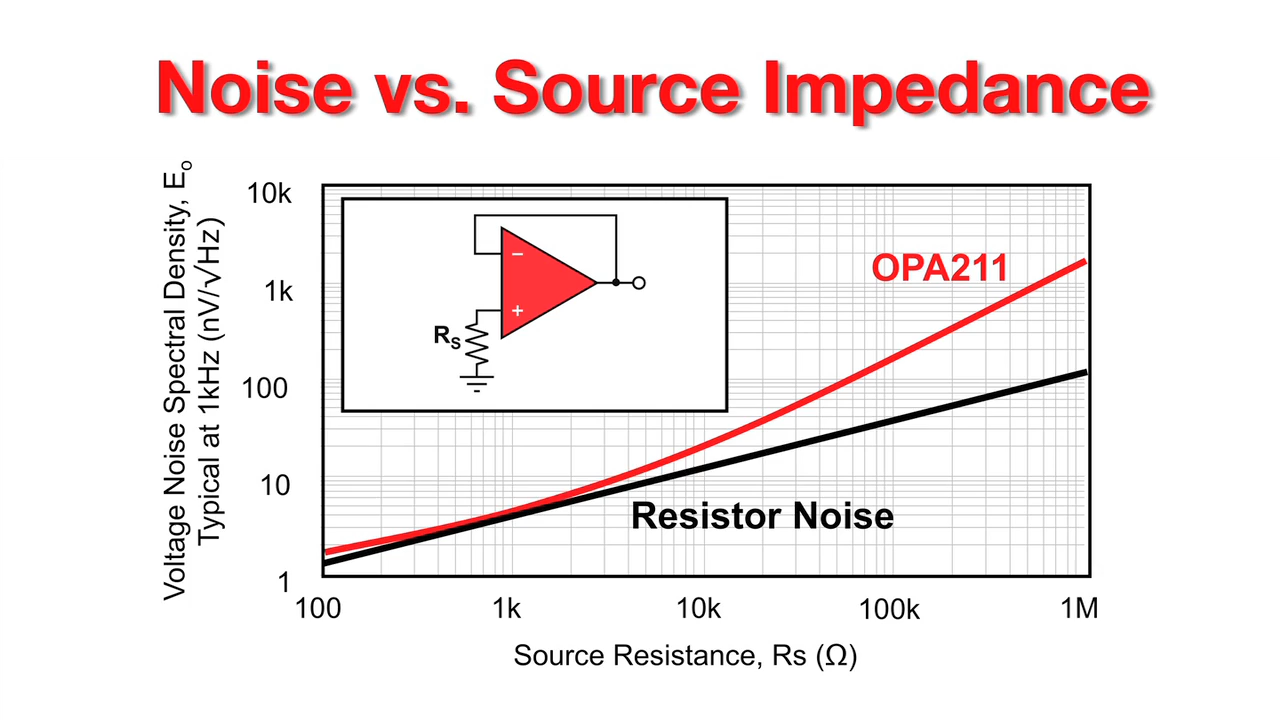 Noise vs. Source Impedance
Voltage Noise Spectral Density, Eo
Typical at 1kHz (nV/√Hz)
10k
1k
100
10
1
−
+
RS
OPA211
Resistor Noise
100
1k
10k
100k
1M
Source Resistance, Rs (Ω)